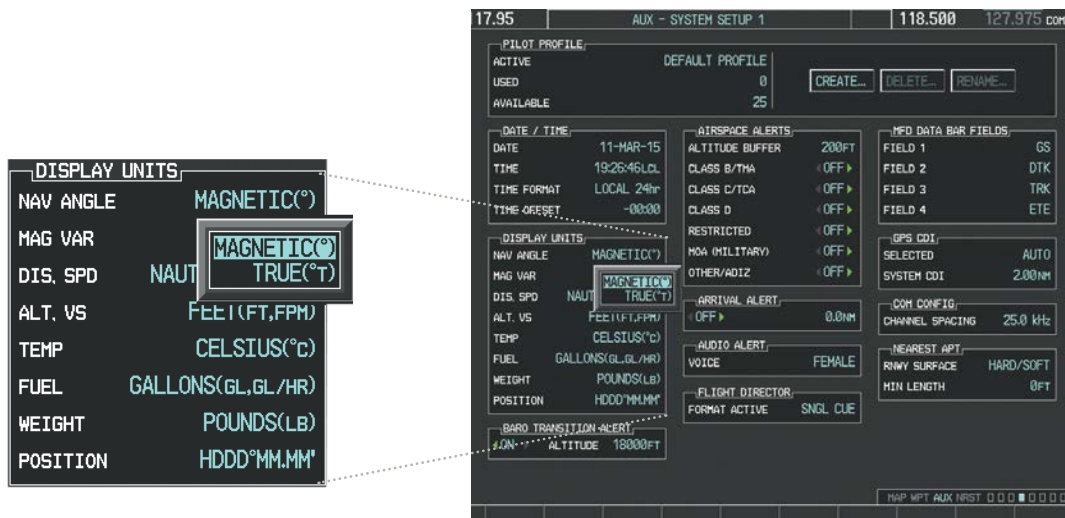 DISPLAY UNITS
NAV ANGLE MAGNETIC(°)
MAG VAR
MAGNETIC(°)
TRUE(°T)
DIS, SPD NAUT
ALT, VS FEET(FT,FPM)
TEMP CELSIUS(°C)
FUEL GALLONS(GL,GL/HR)
WEIGHT POUNDS(LB)
POSITION HDDD°MM.MM'
17.95 AUX - SYSTEM SETUP 1 118.500 127.975 COM
PILOT PROFILE
ACTIVE DEFAULT PROFILE
USED 0
AVAILABLE 25
CREATE... DELETE... RENAME...
DATE / TIME
DATE 11-MAR-15
TIME 19:26:46LCL
TIME FORMAT LOCAL 24hr
TIME OFFSET -00:00
DISPLAY UNITS
NAV ANGLE MAGNETIC(°)
MAG VAR
MAGNETIC(°)
TRUE(°T)
DIS, SPD NAUT
ALT, VS FEET(FT,FPM)
TEMP CELSIUS(°C)
FUEL GALLONS(GL,GL/HR)
WEIGHT POUNDS(LB)
POSITION HDDD°MM.MM'
BARO TRANSITION ALERT
ON ALTITUDE 18000FT
AIRSPACE ALERTS
ALTITUDE BUFFER 200FT
CLASS B/TMA OFF
CLASS C/TCA OFF
CLASS D OFF
RESTRICTED OFF
MOA (MILITARY) OFF
OTHER/ADIZ OFF
ARRIVAL ALERT
OFF 0.0NM
AUDIO ALERT
VOICE FEMALE
FLIGHT DIRECTOR
FORMAT ACTIVE SNGL CUE
MFD DATA BAR FIELDS
FIELD 1 GS
FIELD 2 DTK
FIELD 3 TRK
FIELD 4 ETE
GPS CDI
SELECTED AUTO
SYSTEM CDI 2.00NM
COM CONFIG
CHANNEL SPACING 25.0 kHz
NEAREST APT
RNWY SURFACE HARD/SOFT
MIN LENGTH 0FT
MAP WPT AUX NRST